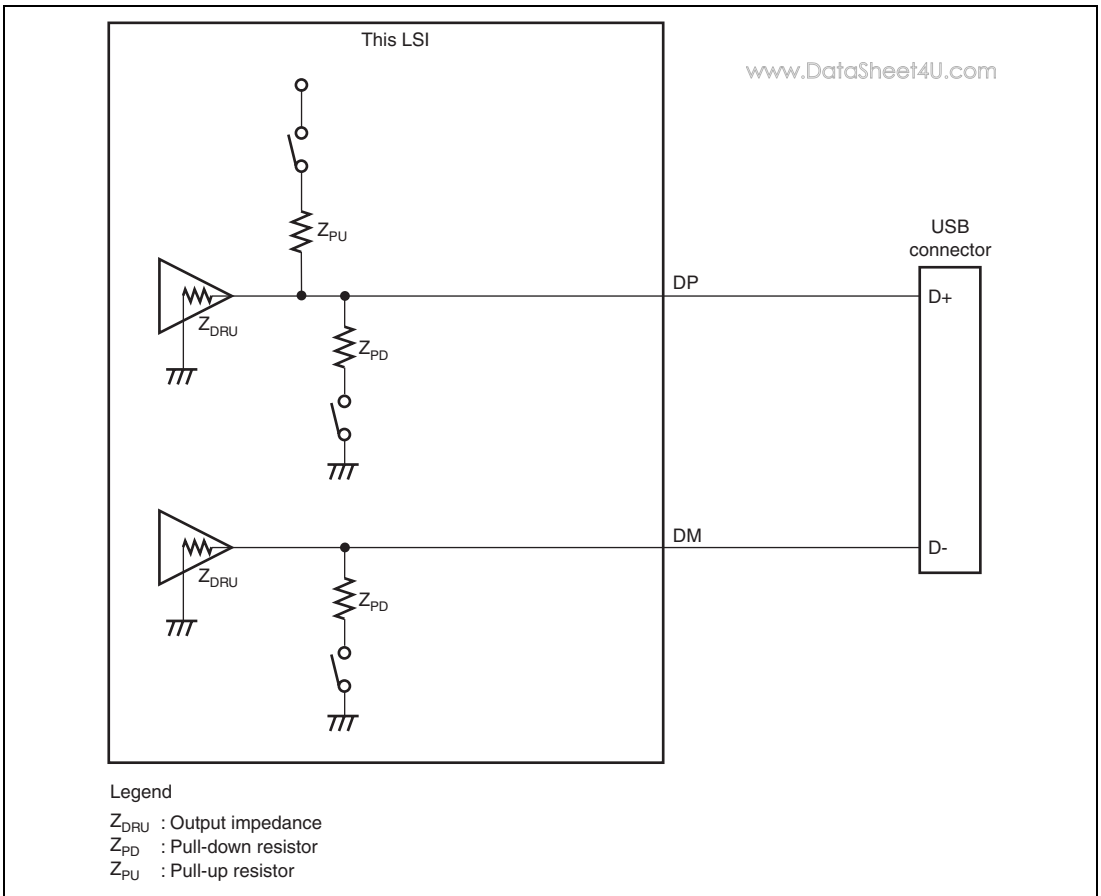 This LSI
www.DataSheet4U.com
Z_PU
USB
connector
DP
D+
Z_DRU
Z_PD
DM
D-
Z_DRU
Z_PD
Legend
Z_DRU : Output impedance
Z_PD : Pull-down resistor
Z_PU : Pull-up resistor